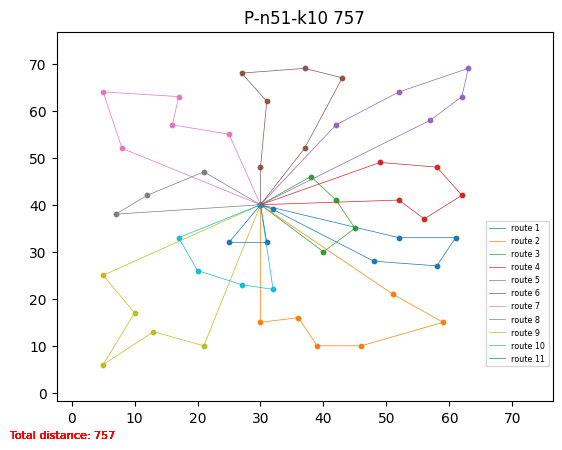 P-n51-k10 757
70
60
50
40
30
20
10
0
0 10 20 30 40 50 60 70
route 1
route 2
route 3
route 4
route 5
route 6
route 7
route 8
route 9
route 10
route 11
Total distance: 757